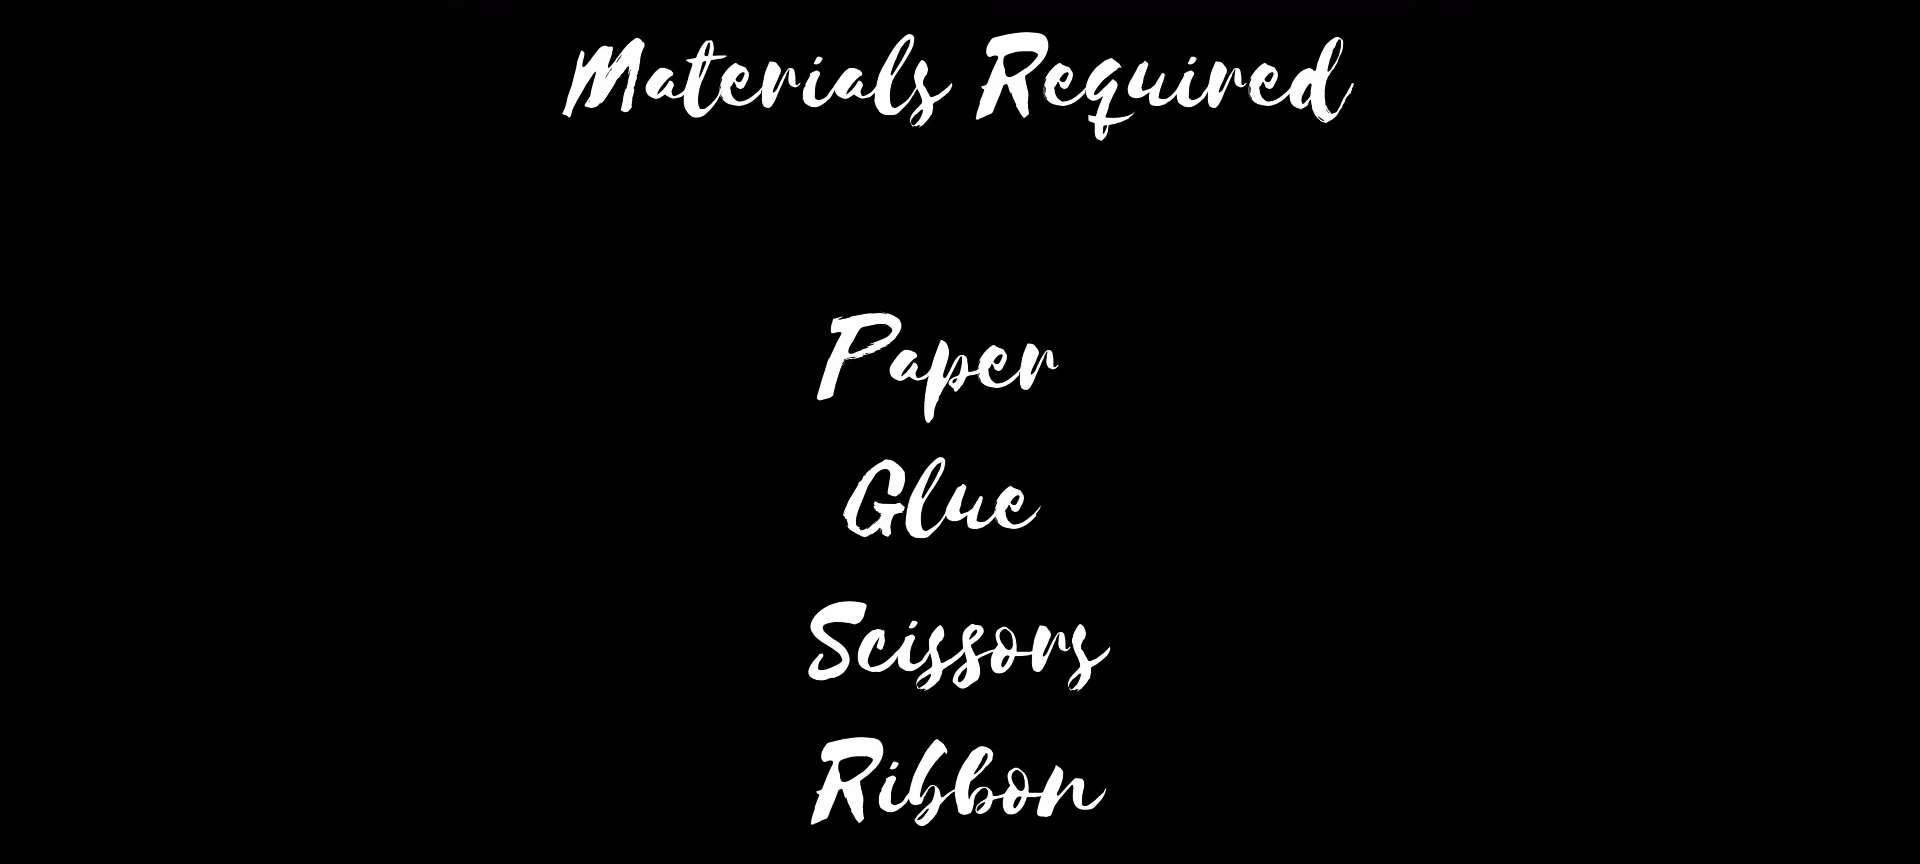 Materials Required
Paper
Glue
Scissors
Ribbon